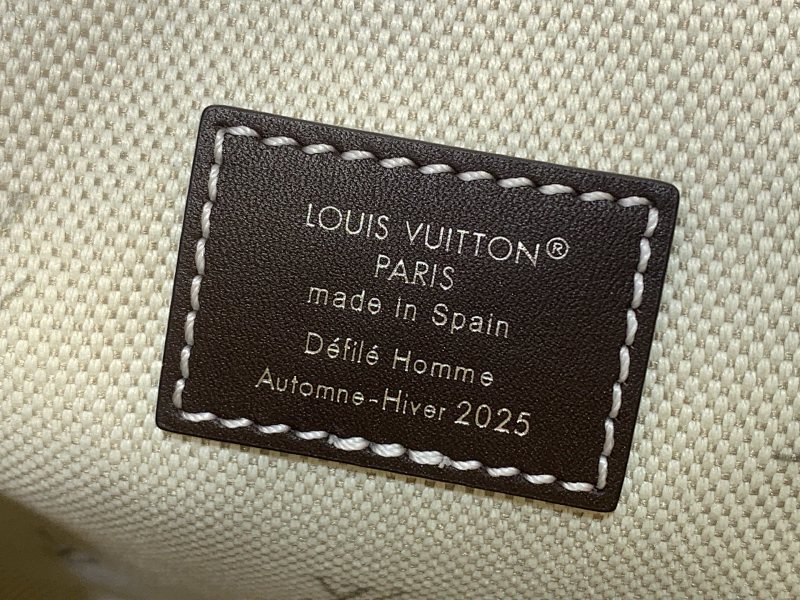 LOUIS VUITTON®
PARIS
made in Spain
Défilé Homme
Automne-Hiver 2025